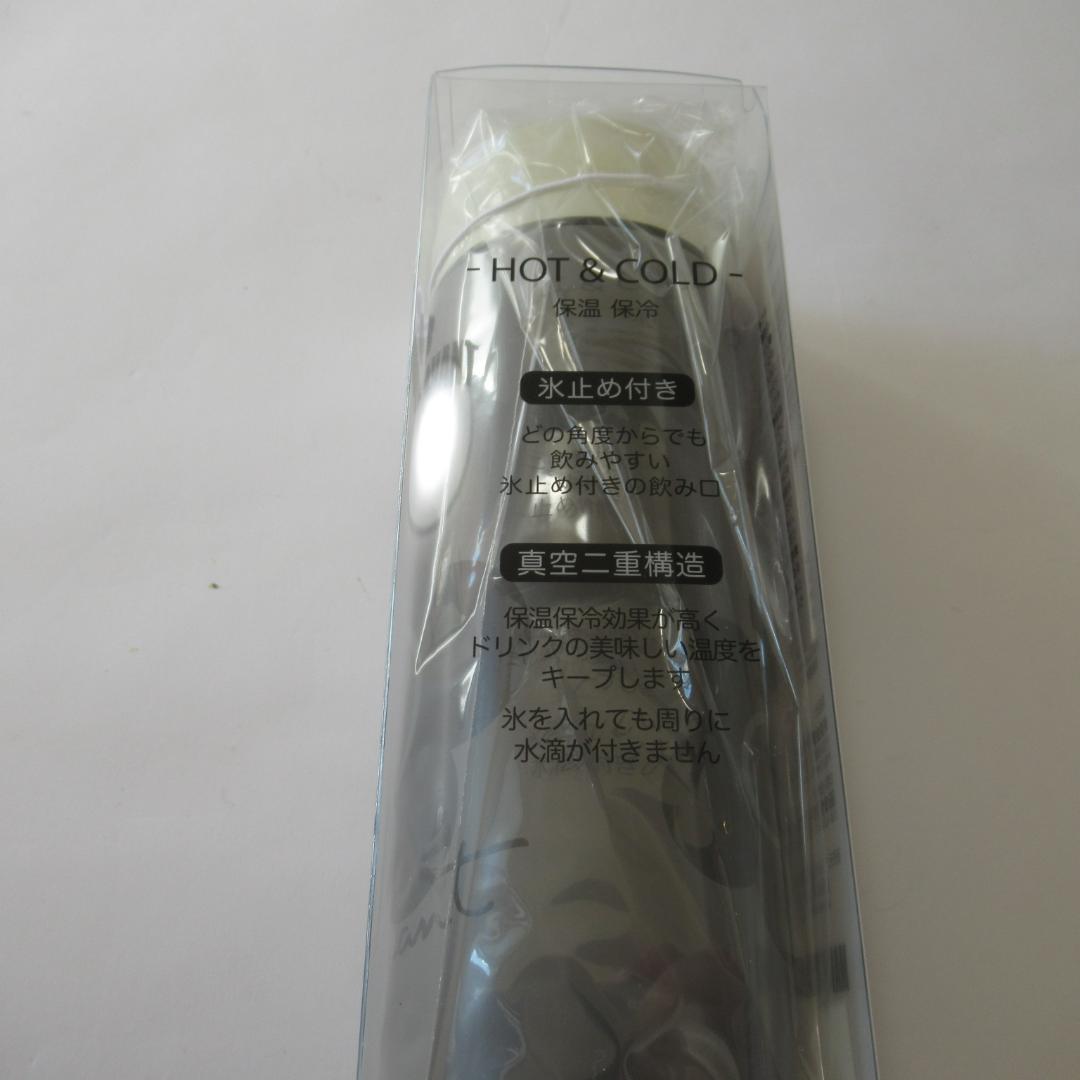 - HOT & COLD -
保温 保冷
氷止め付き
どの角度からでも
飲みやすい
氷止め付きの飲み口
真空二重構造
保温保冷効果が高く
ドリンクの美味しい温度を
キープします
氷を入れても周りに
水滴が付きません